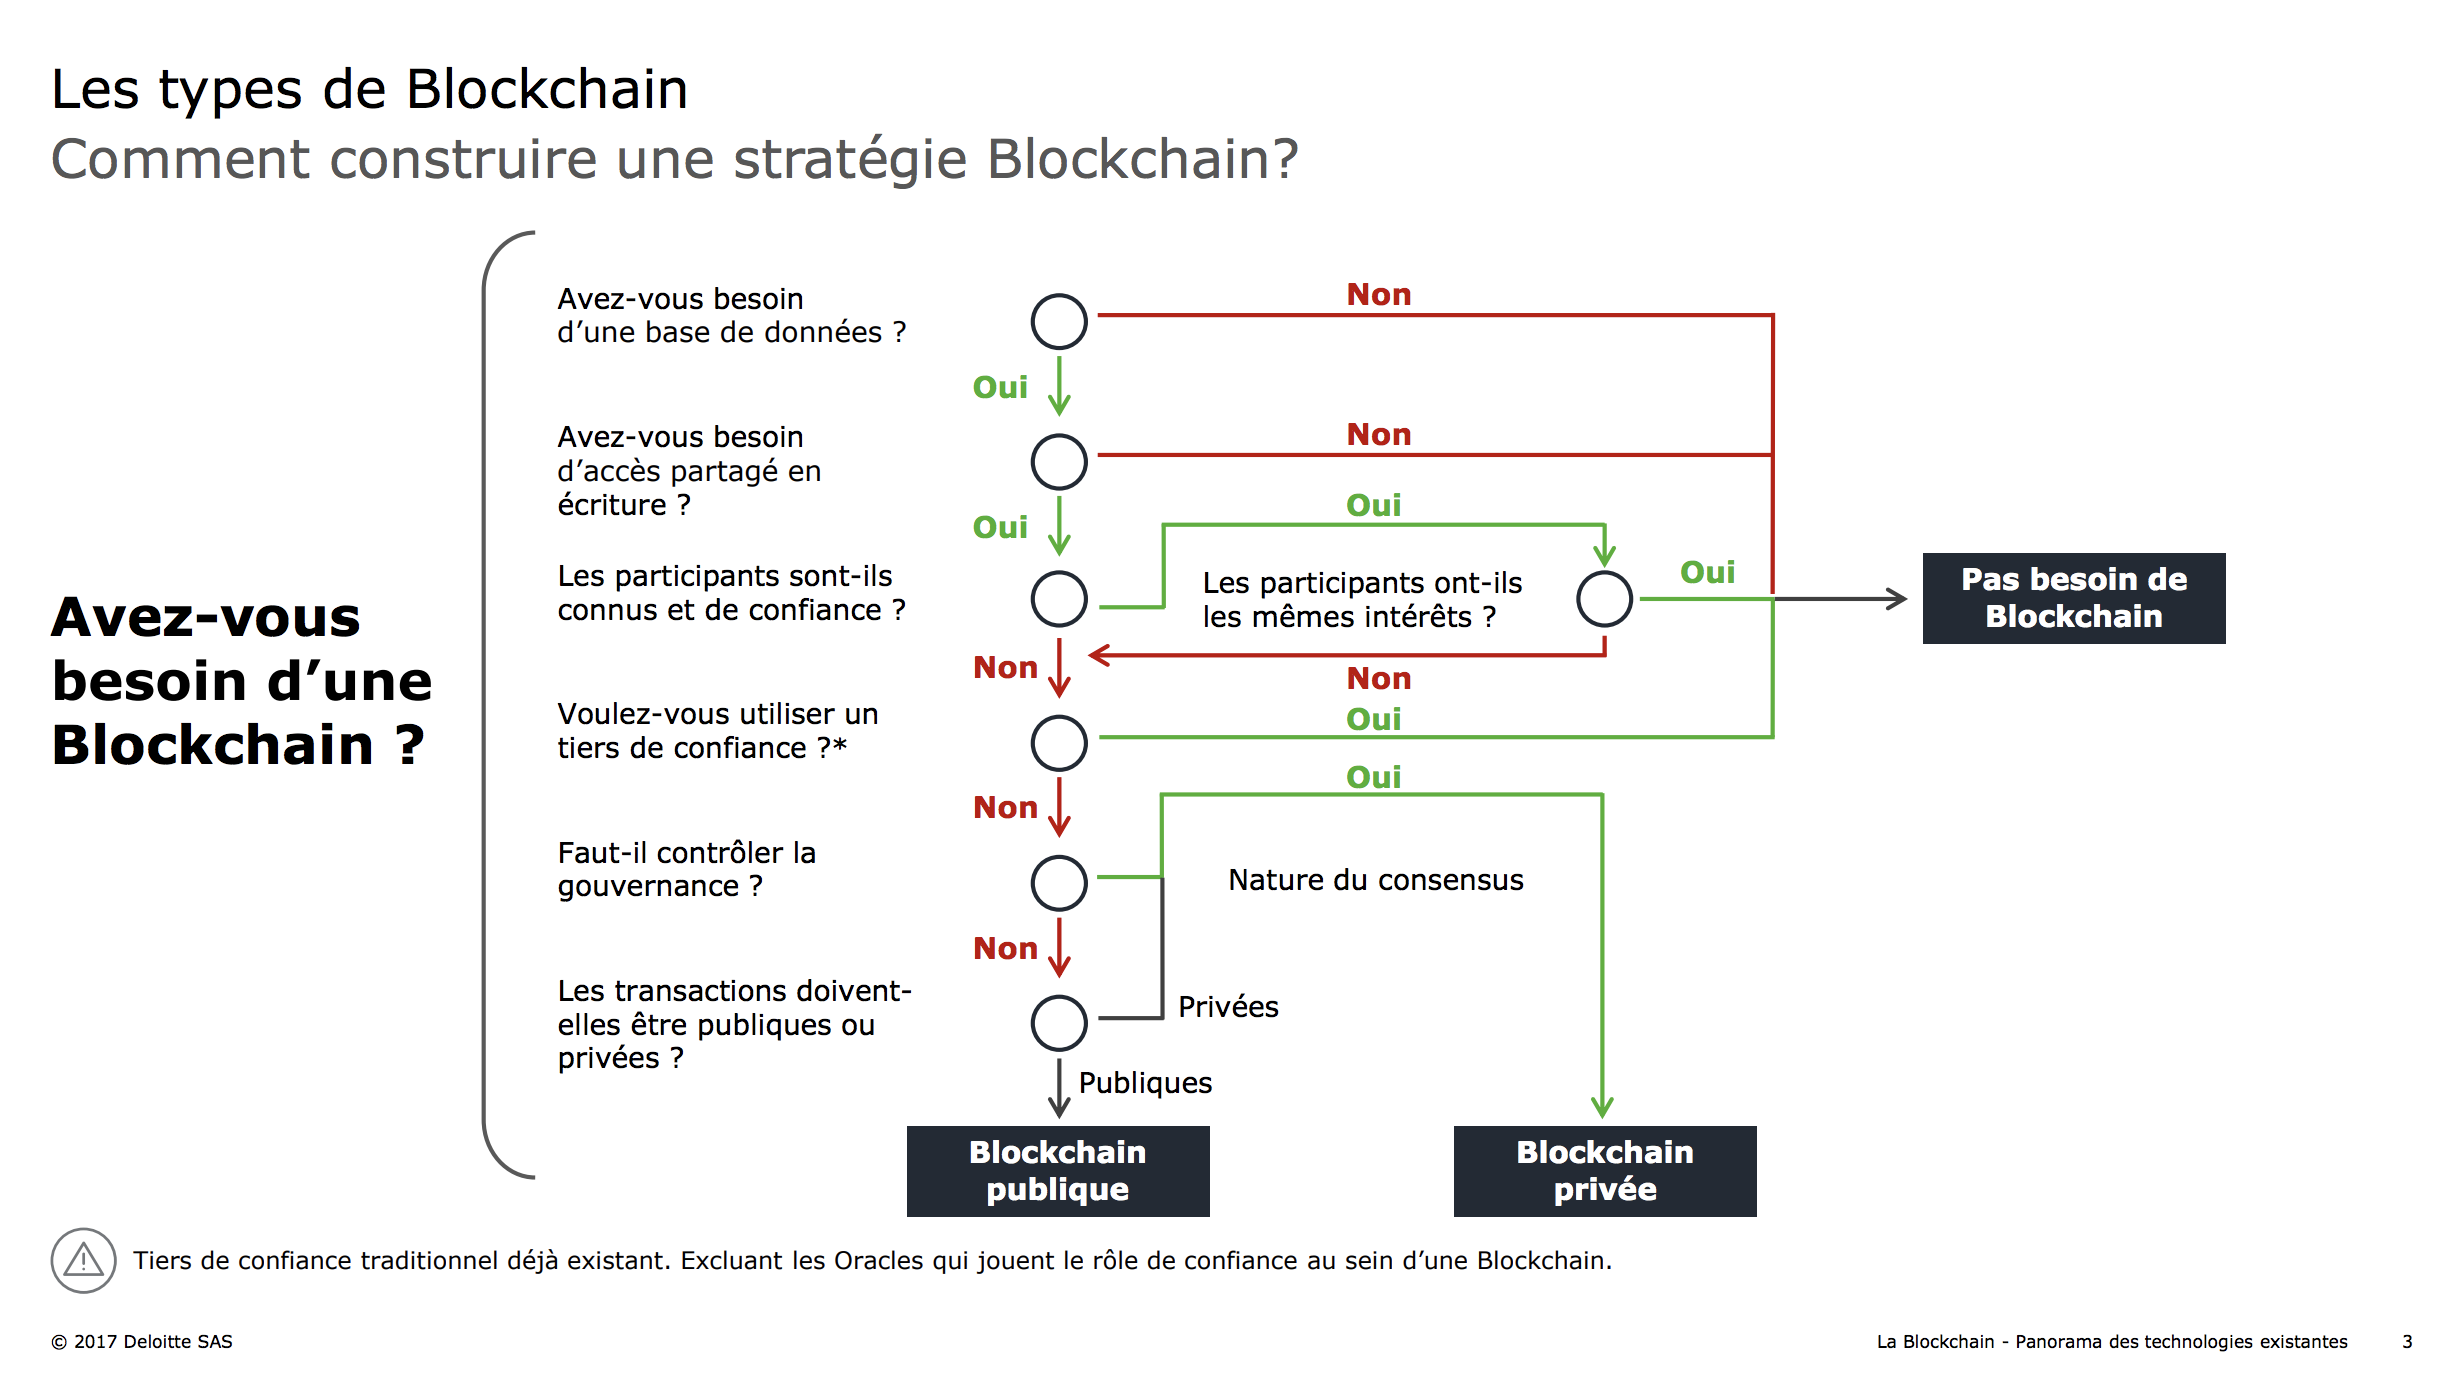 Les types de Blockchain
Comment construire une stratégie Blockchain?
Avez-vous
besoin d’une
Blockchain ?
Avez-vous besoin
d’une base de données ?
Non
Oui
Avez-vous besoin
d’accès partagé en
écriture ?
Non
Oui
Les participants sont-ils
connus et de confiance ?
Oui
Les participants ont-ils
les mêmes intérêts ?
Oui
Pas besoin de
Blockchain
Non
Non
Voulez-vous utiliser un
tiers de confiance ?*
Oui
Non
Faut-il contrôler la
gouvernance ?
Oui
Nature du consensus
Non
Les transactions doivent-
elles être publiques ou
privées ?
Privées
Publiques
Blockchain
publique
Blockchain
privée
Tiers de confiance traditionnel déjà existant. Excluant les Oracles qui jouent le rôle de confiance au sein d’une Blockchain.
© 2017 Deloitte SAS
La Blockchain - Panorama des technologies existantes 3